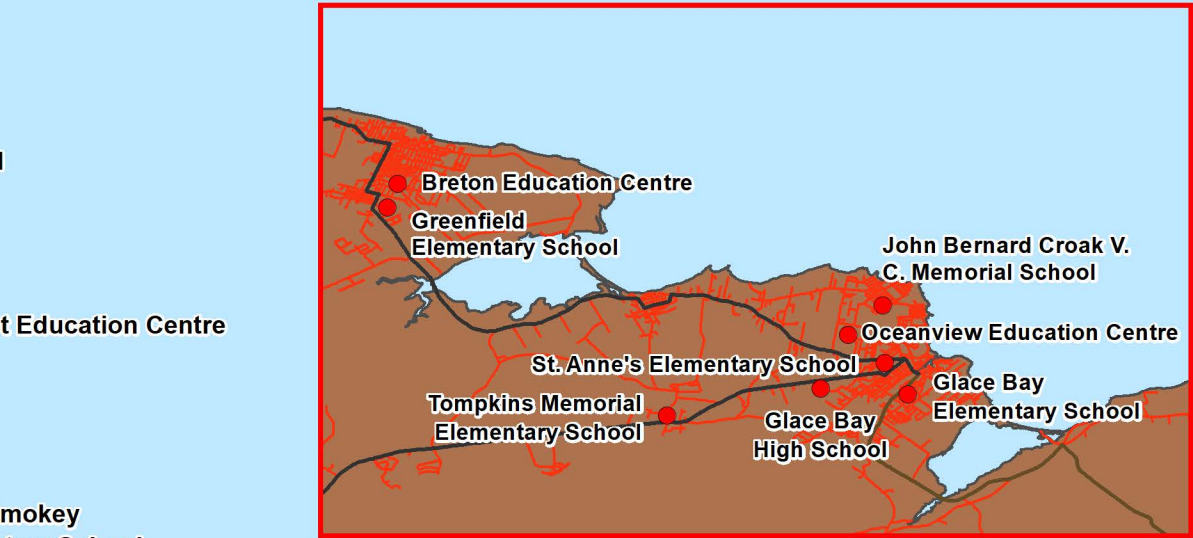 t Education Centre
mokey
Breton Education Centre
Greenfield
Elementary School
John Bernard Croak V.
C. Memorial School
Oceanview Education Centre
St. Anne's Elementary School
Glace Bay
Elementary School
Tompkins Memorial
Elementary School
Glace Bay
High School